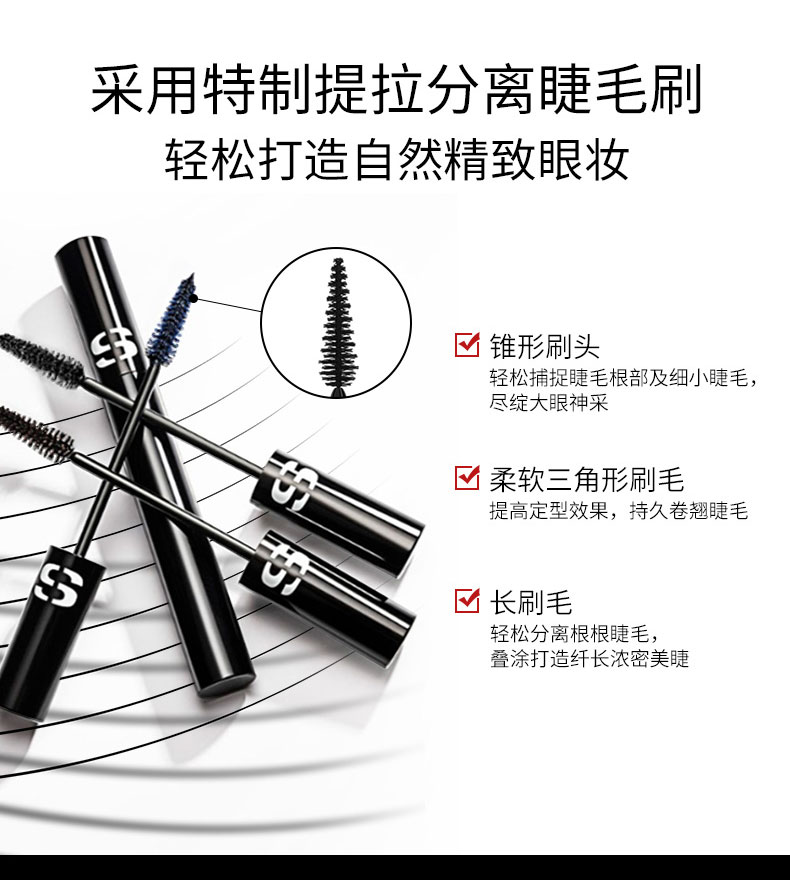 采用特制提拉分离睫毛刷
轻松打造自然精致眼妆
S
锥形刷头
轻松捕捉睫毛根部及细小睫毛，
尽绽大眼神采
S
柔软三角形刷毛
提高定型效果，持久卷翘睫毛
S
S
长刷毛
轻松分离根根睫毛，
叠涂打造纤长浓密美睫